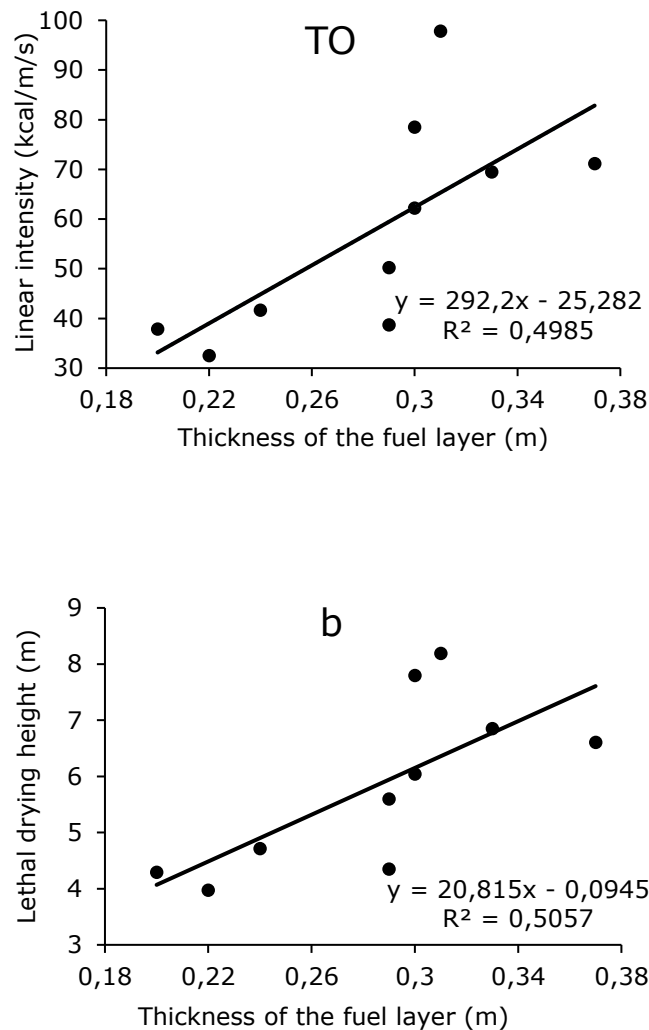 TO
Linear intensity (kcal/m/s)
100
90
80
70
60
50
40
30
y = 292,2x - 25,282
R² = 0,4985
0,18 0,22 0,26 0,3 0,34 0,38
Thickness of the fuel layer (m)
b
Lethal drying height (m)
9
8
7
6
5
4
3
y = 20,815x - 0,0945
R² = 0,5057
0,18 0,22 0,26 0,3 0,34 0,38
Thickness of the fuel layer (m)